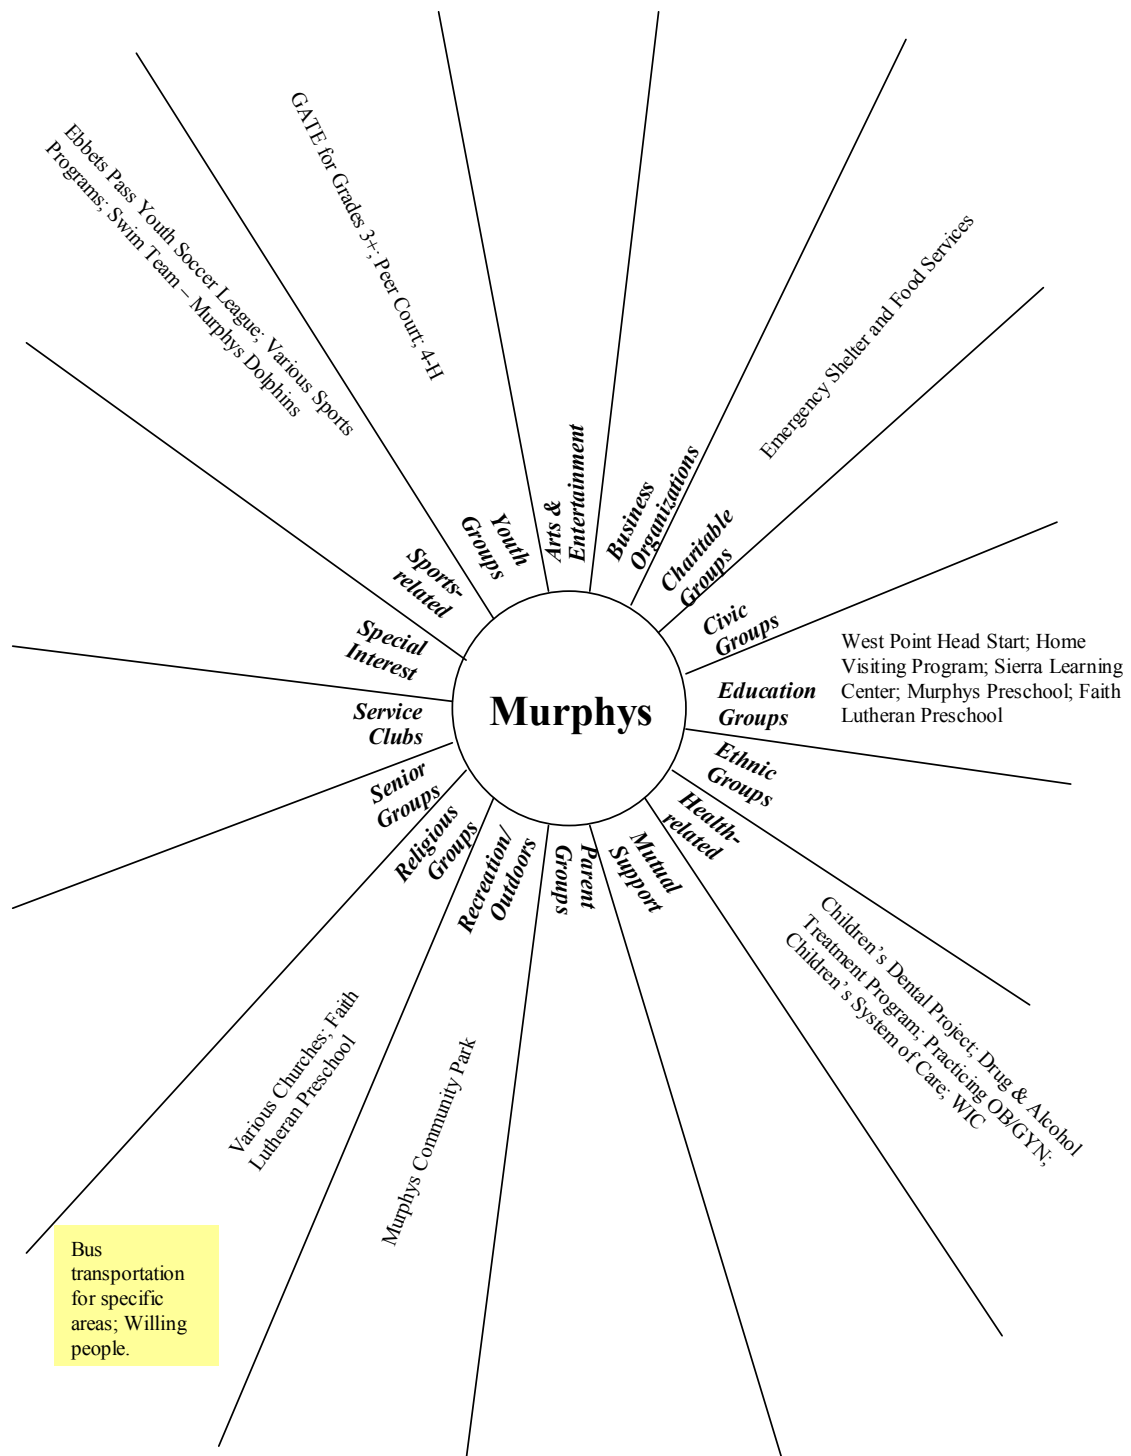 Ebbets Pass Youth Soccer League; Various Sports
Programs; Swim Team – Murphys Dolphins
GATE for Grades 3+; Peer Court; 4-H
Emergency Shelter and Food Services
Arts &
Entertainment
Business
Organizations
Charitable
Groups
Civic
Groups
Education
Groups
West Point Head Start; Home
Visiting Program; Sierra Learning
Center; Murphys Preschool; Faith
Lutheran Preschool
Ethnic
Groups
Health-
related
Children’s Dental Project; Drug & Alcohol
Treatment Program; Practicing OB/GYN;
Children’s System of Care; WIC
Mutual
Support
Parent
Groups
Recreation/
Outdoors
Murphys Community Park
Religious
Groups
Various Churches; Faith
Lutheran Preschool
Senior
Groups
Service
Clubs
Special
Interest
Sports-
related
Youth
Groups
Murphys
Bus
transportation
for specific
areas; Willing
people.